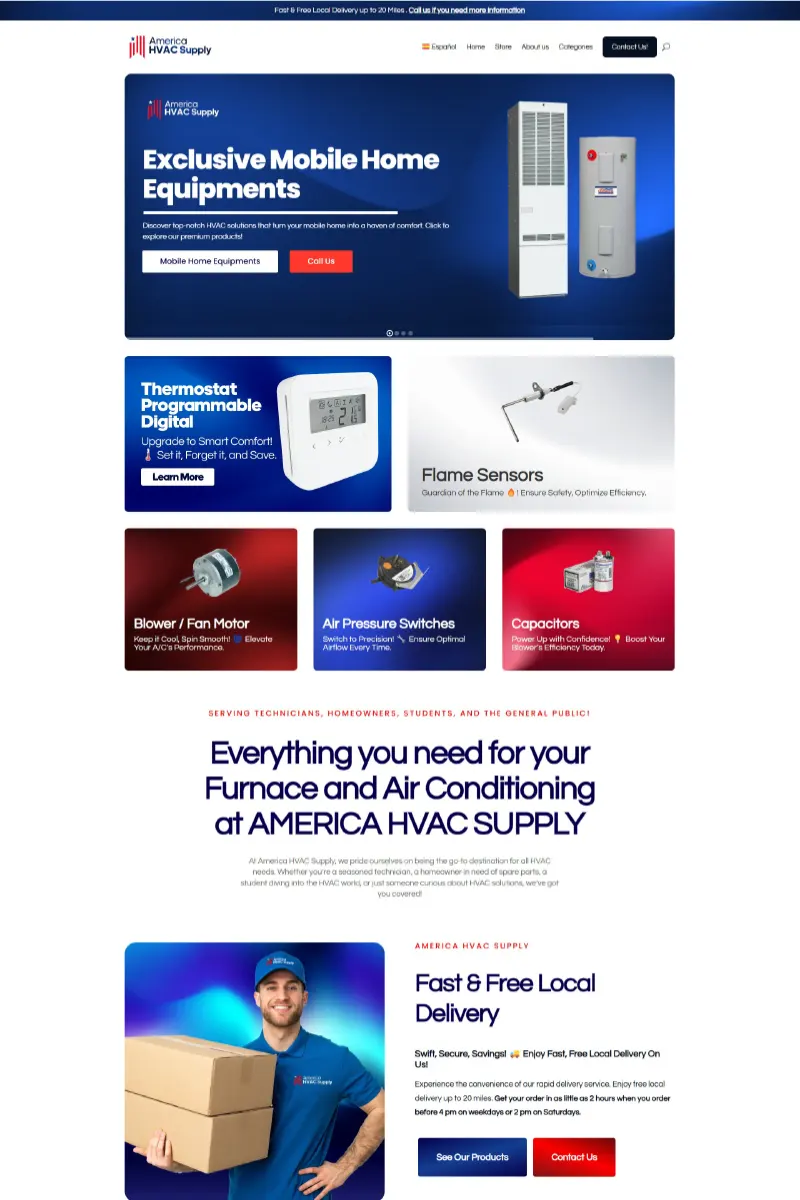 Fast & Free Local Delivery up to 20 Miles . Call us if you need more information
America
HVAC Supply
Español
Home
Store
About us
Categories
Contact Us!
America
HVAC Supply
Exclusive Mobile Home
Equipments
Discover top-notch HVAC solutions that turn your mobile home into a haven of comfort. Click to
explore our premium products!
Mobile Home Equipments
Call Us
Thermostat
Programmable
Digital
Upgrade to Smart Comfort!
🌡️ Set it, Forget it, and Save.
Learn More
Flame Sensors
Guardian of the Flame 🔥! Ensure Safety, Optimize Efficiency.
Blower / Fan Motor
Keep it Cool, Spin Smooth! 🌀 Elevate
Your A/C's Performance.
Air Pressure Switches
Switch to Precision! 🔧 Ensure Optimal
Airflow Every Time.
Capacitors
Power Up with Confidence! 💡 Boost Your
Blower's Efficiency Today.
SERVING TECHNICIANS, HOMEOWNERS, STUDENTS, AND THE GENERAL PUBLIC!
Everything you need for your
Furnace and Air Conditioning
at AMERICA HVAC SUPPLY
At America HVAC Supply, we pride ourselves on being the go-to destination for all HVAC
needs. Whether you're a seasoned technician, a homeowner in need of spare parts, a
student diving into the HVAC world, or just someone curious about HVAC solutions, we've got
you covered!
AMERICA HVAC SUPPLY
Fast & Free Local
Delivery
Swift, Secure, Savings! 🚚 Enjoy Fast, Free Local Delivery On
Us!
Experience the convenience of our rapid delivery service. Enjoy free local
delivery up to 20 miles. Get your order in as little as 2 hours when you order
before 4 pm on weekdays or 2 pm on Saturdays.
See Our Products
Contact Us
America
HVAC Supply